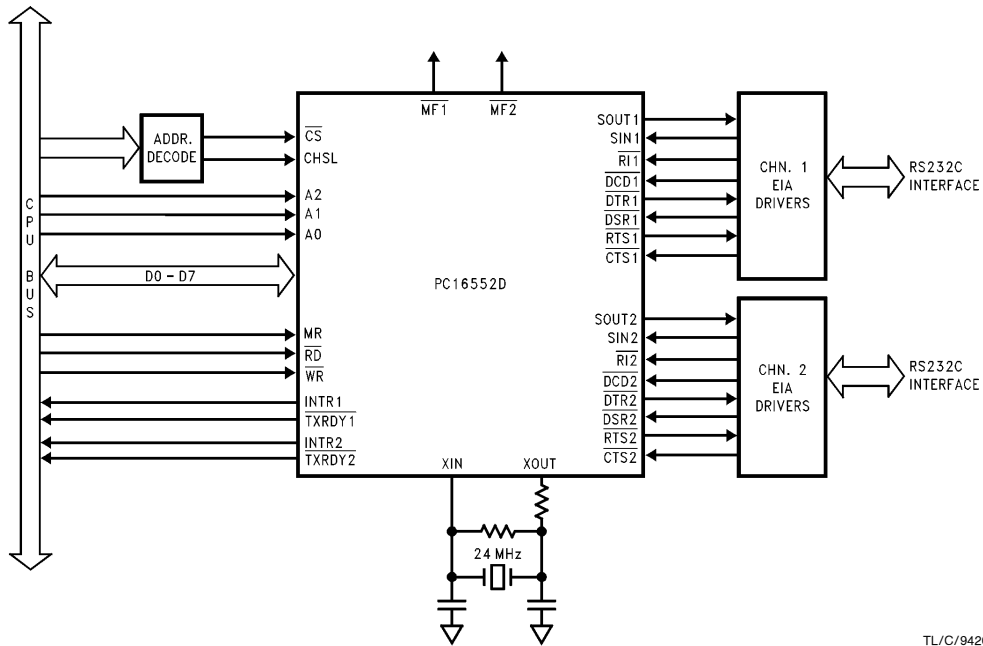 MF1
MF2
ADDR.
DECODE
CS
CHSL
A2
A1
A0
CPU BUS
D0 – D7
PC16552D
MR
RD
WR
INTR1
TXRDY1
INTR2
TXRDY2
XIN
XOUT
24 MHz
SOUT1
SIN1
RI1
DCD1
DTR1
DSR1
RTS1
CTS1
CHN. 1
EIA
DRIVERS
RS232C
INTERFACE
SOUT2
SIN2
RI2
DCD2
DTR2
DSR2
RTS2
CTS2
CHN. 2
EIA
DRIVERS
RS232C
INTERFACE